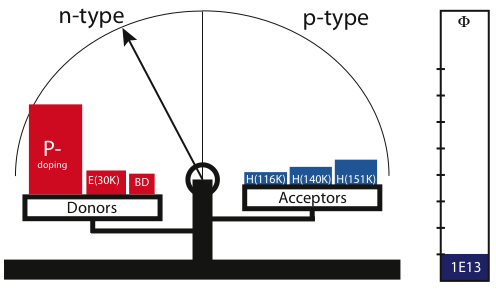 n-type
p-type
Φ
P-
doping
E(30K)
BD
H(116K)
H(140K)
H(151K)
Donors
Acceptors
1E13